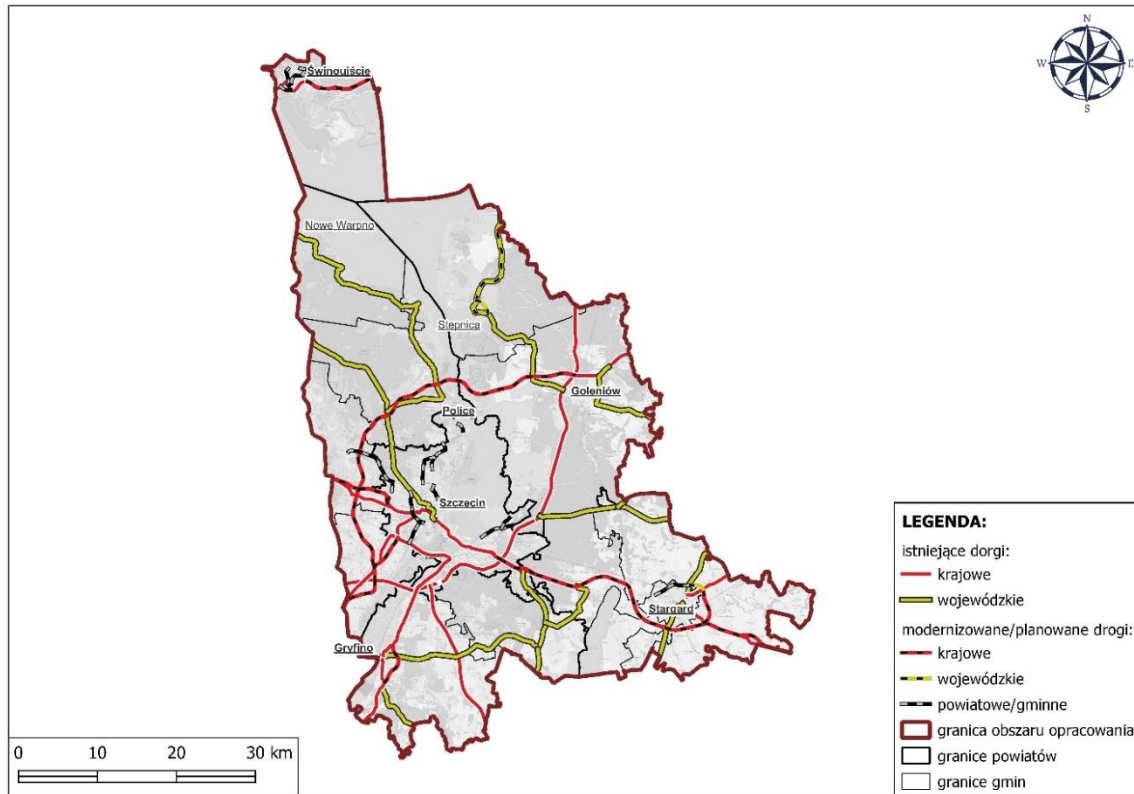 N
W
E
S
Świnoujście
Nowe Warpno
Stepnica
Goleniów
Police
Szczecin
Stargard
Gryfino
LEGENDA:
istniejące dorgi:
krajowe
wojewódzkie
modernizowane/planowane drogi:
krajowe
wojewódzkie
powiatowe/gminne
granica obszaru opracowania
granice powiatów
granice gmin
0 10 20 30 km